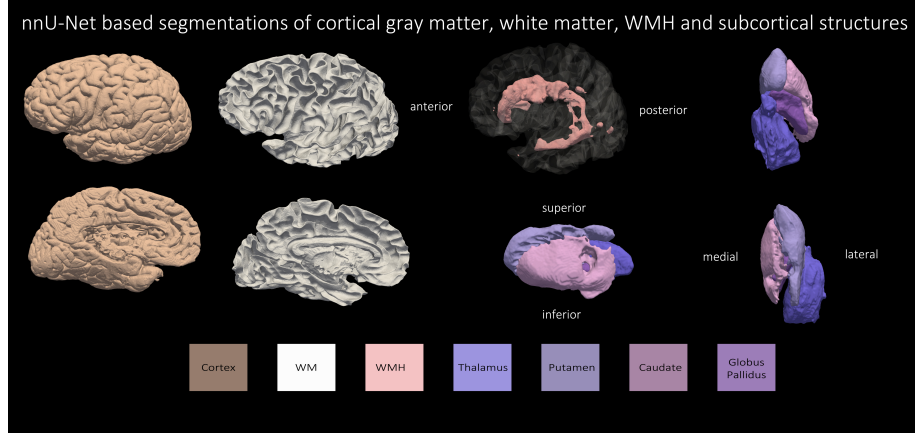 nnU-Net based segmentations of cortical gray matter, white matter, WMH and subcortical structures
anterior
posterior
superior
medial
lateral
inferior
Cortex
WM
WMH
Thalamus
Putamen
Caudate
Globus
Pallidus